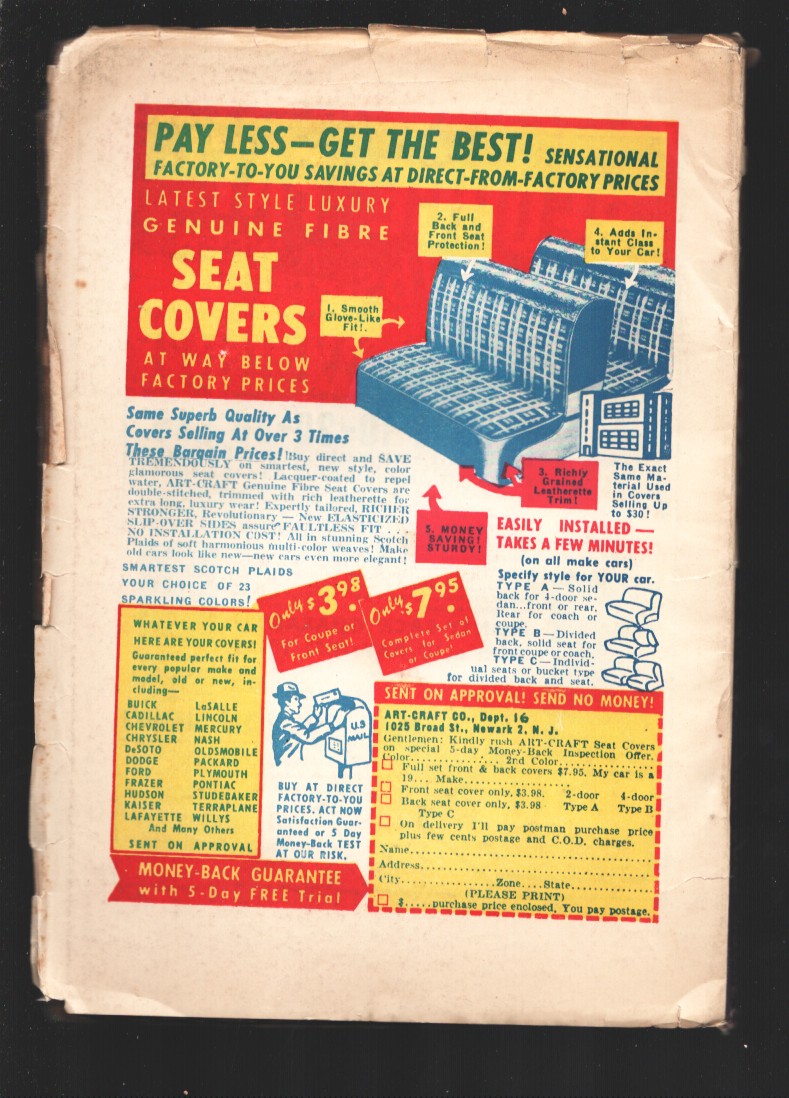 PAY LESS—GET THE BEST! SENSATIONAL
FACTORY-TO-YOU SAVINGS AT DIRECT-FROM-FACTORY PRICES
LATEST STYLE LUXURY
GENUINE FIBRE
SEAT
COVERS
AT WAY BELOW
FACTORY PRICES
1. Smooth
Glove-Like
Fit!.
2. Full
Back and
Front Seat
Protection!
4. Adds In-
stant Class
to Your Car!
3. Richly
Grained
Leatherette
Trim!
5. MONEY
SAVING!
STURDY!
The Exact
Same Ma-
terial Used
in Covers
Selling Up
to $30!
Same Superb Quality As
Covers Selling At Over 3 Times
These Bargain Prices! Buy direct and SAVE
TREMENDOUSLY on smartest, new style, color
glamorous seat covers! Lacquer-coated to repel
water, ART-CRAFT Genuine Fibre Seat Covers are
double-stitched, trimmed with rich leatherette for
extra long, luxury wear! Expertly tailored, RICHER
STRONGER, Revolutionary — New ELASTICIZED
SLIP-OVER SIDES assure FAULTLESS FIT . . .
NO INSTALLATION COST! All in stunning Scotch
Plaids of soft harmonious multi-color weaves! Make
old cars look like new—new cars even more elegant!
SMARTEST SCOTCH PLAIDS
YOUR CHOICE OF 23
SPARKLING COLORS!
Only $3.98
For Coupe or
Front Seat!
Only $7.95
Complete Set of
Covers for Sedan
or Coupe!
EASILY INSTALLED—
TAKES A FEW MINUTES!
(on all make cars)
Specify style for YOUR car.
TYPE A—Solid
back for 4-door se-
dan...front or rear.
Rear for coach or
coupe.
TYPE B—Divided
back, solid seat for
front coupe or coach.
TYPE C—Individ-
ual seats or bucket type
for divided back and seat.
WHATEVER YOUR CAR
HERE ARE YOUR COVERS!
Guaranteed perfect fit for
every popular make and
model, old or new, in-
cluding—
BUICK LaSALLE
CADILLAC LINCOLN
CHEVROLET MERCURY
CHRYSLER NASH
DeSOTO OLDSMOBILE
DODGE PACKARD
FORD PLYMOUTH
FRAZER PONTIAC
HUDSON STUDEBAKER
KAISER TERRAPLANE
LAFAYETTE WILLYS
And Many Others
SENT ON APPROVAL
U.S
MAIL
BUY AT DIRECT
FACTORY-TO-YOU
PRICES. ACT NOW
Satisfaction Guar-
anteed or 5 Day
Money-Back TEST
AT OUR RISK.
MONEY-BACK GUARANTEE
with 5-Day FREE Trial
SENT ON APPROVAL! SEND NO MONEY!
ART-CRAFT CO., Dept. 16
1025 Broad St., Newark 2, N. J.
Gentlemen: Kindly rush ART-CRAFT Seat Covers
on special 5-day Money-Back Inspection Offer.
Color.................... 2nd Color....................
Full set front & back covers $7.95. My car is a
19... Make....................
Front seat cover only, $3.98. 2-door 4-door
Back seat cover only, $3.98 Type A Type B
Type C
On delivery I'll pay postman purchase price
plus few cents postage and C.O.D. charges.
Name........................................
Address........................................
City....................Zone....State....................
(PLEASE PRINT)
$.....purchase price enclosed. You pay postage.